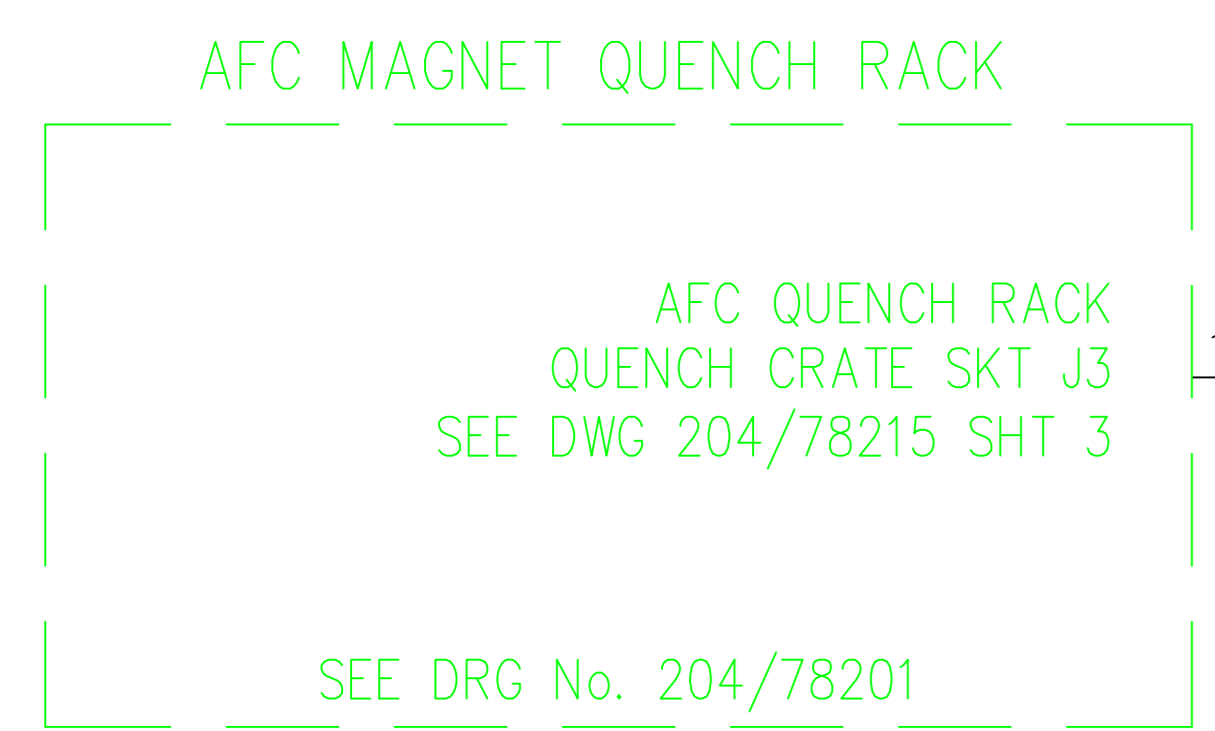 AFC MAGNET QUENCH RACK
AFC QUENCH RACK
QUENCH CRATE SKT J3
SEE DWG 204/78215 SHT 3
SEE DRG No. 204/78201